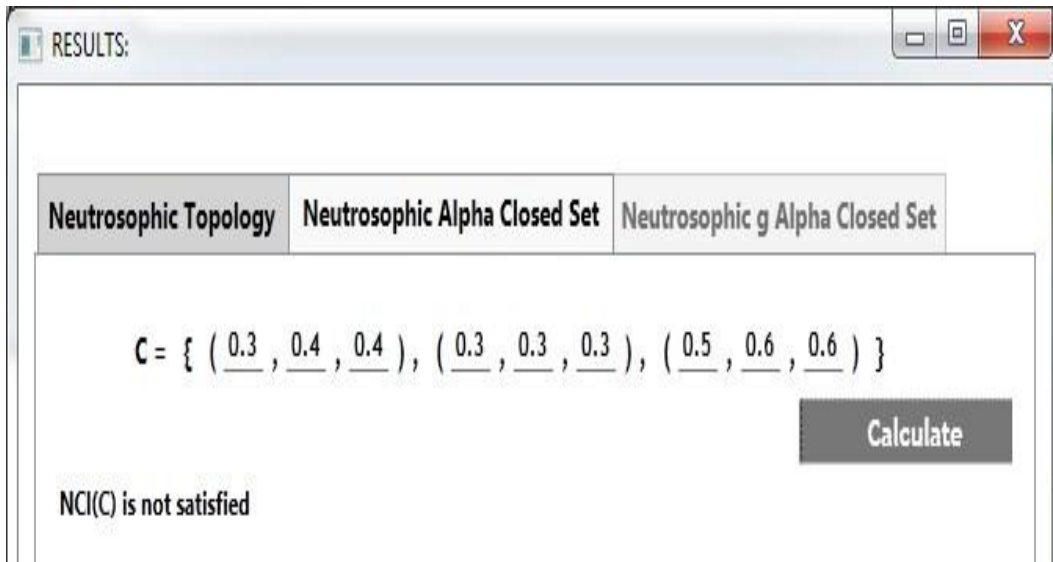 RESULTS:
Neutrosophic Topology Neutrosophic Alpha Closed Set Neutrosophic g Alpha Closed Set
C = { ( 0.3 , 0.4 , 0.4 ) , ( 0.3 , 0.3 , 0.3 ) , ( 0.5 , 0.6 , 0.6 ) }
Calculate
NCl(C) is not satisfied